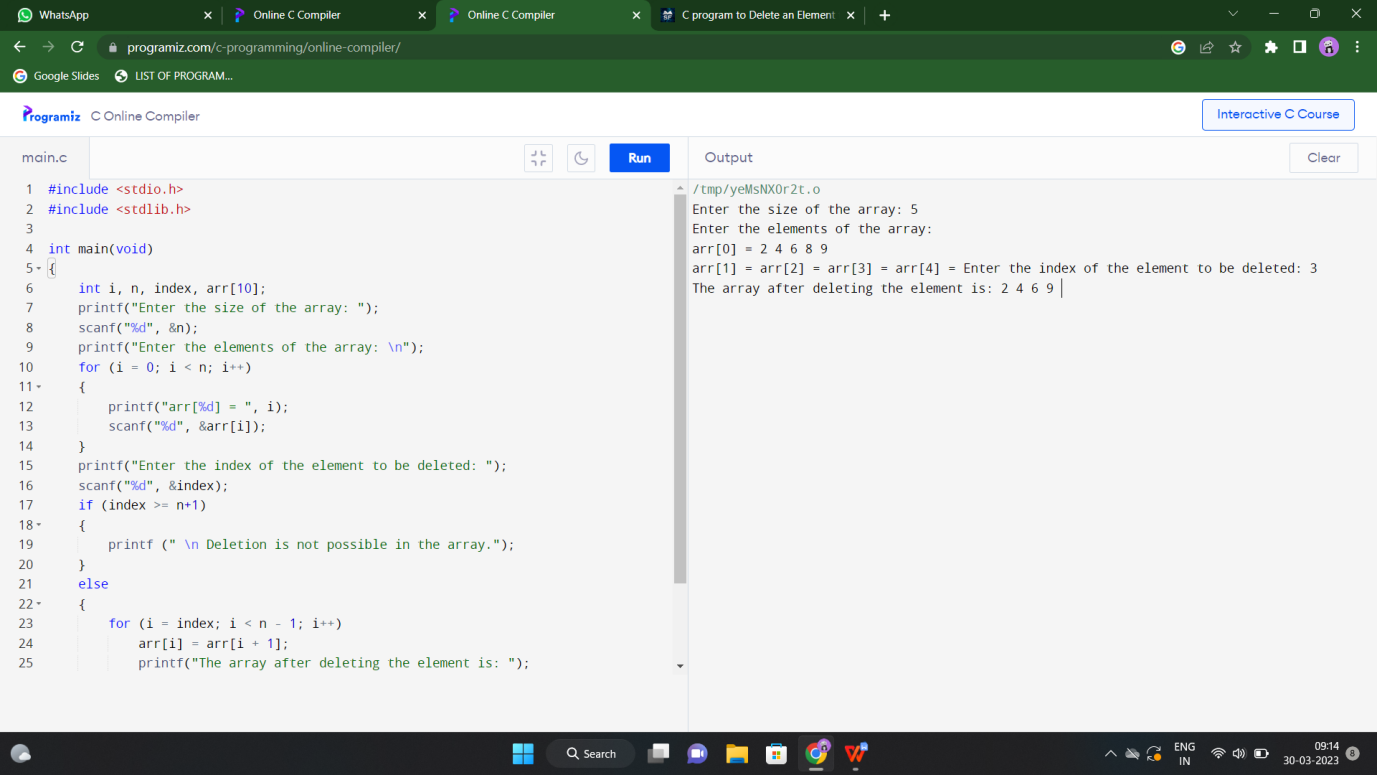 WhatsApp
Online C Compiler
Online C Compiler
C program to Delete an Element
programiz.com/c-programming/online-compiler/
Google Slides
LIST OF PROGRAM...
Programiz C Online Compiler
Interactive C Course
main.c
Run
Output
Clear
1 #include <stdio.h>
2 #include <stdlib.h>
3
4 int main(void)
5 {
6 int i, n, index, arr[10];
7 printf("Enter the size of the array: ");
8 scanf("%d", &n);
9 printf("Enter the elements of the array: \n");
10 for (i = 0; i < n; i++)
11 {
12 printf("arr[%d] = ", i);
13 scanf("%d", &arr[i]);
14 }
15 printf("Enter the index of the element to be deleted: ");
16 scanf("%d", &index);
17 if (index >= n+1)
18 {
19 printf (" \n Deletion is not possible in the array.");
20 }
21 else
22 {
23 for (i = index; i < n - 1; i++)
24 arr[i] = arr[i + 1];
25 printf("The array after deleting the element is: ");
/tmp/yeMsNXOr2t.o
Enter the size of the array: 5
Enter the elements of the array:
arr[0] = 2 4 6 8 9
arr[1] = arr[2] = arr[3] = arr[4] = Enter the index of the element to be deleted: 3
The array after deleting the element is: 2 4 6 9
Search
ENG
IN
09:14
30-03-2023
8